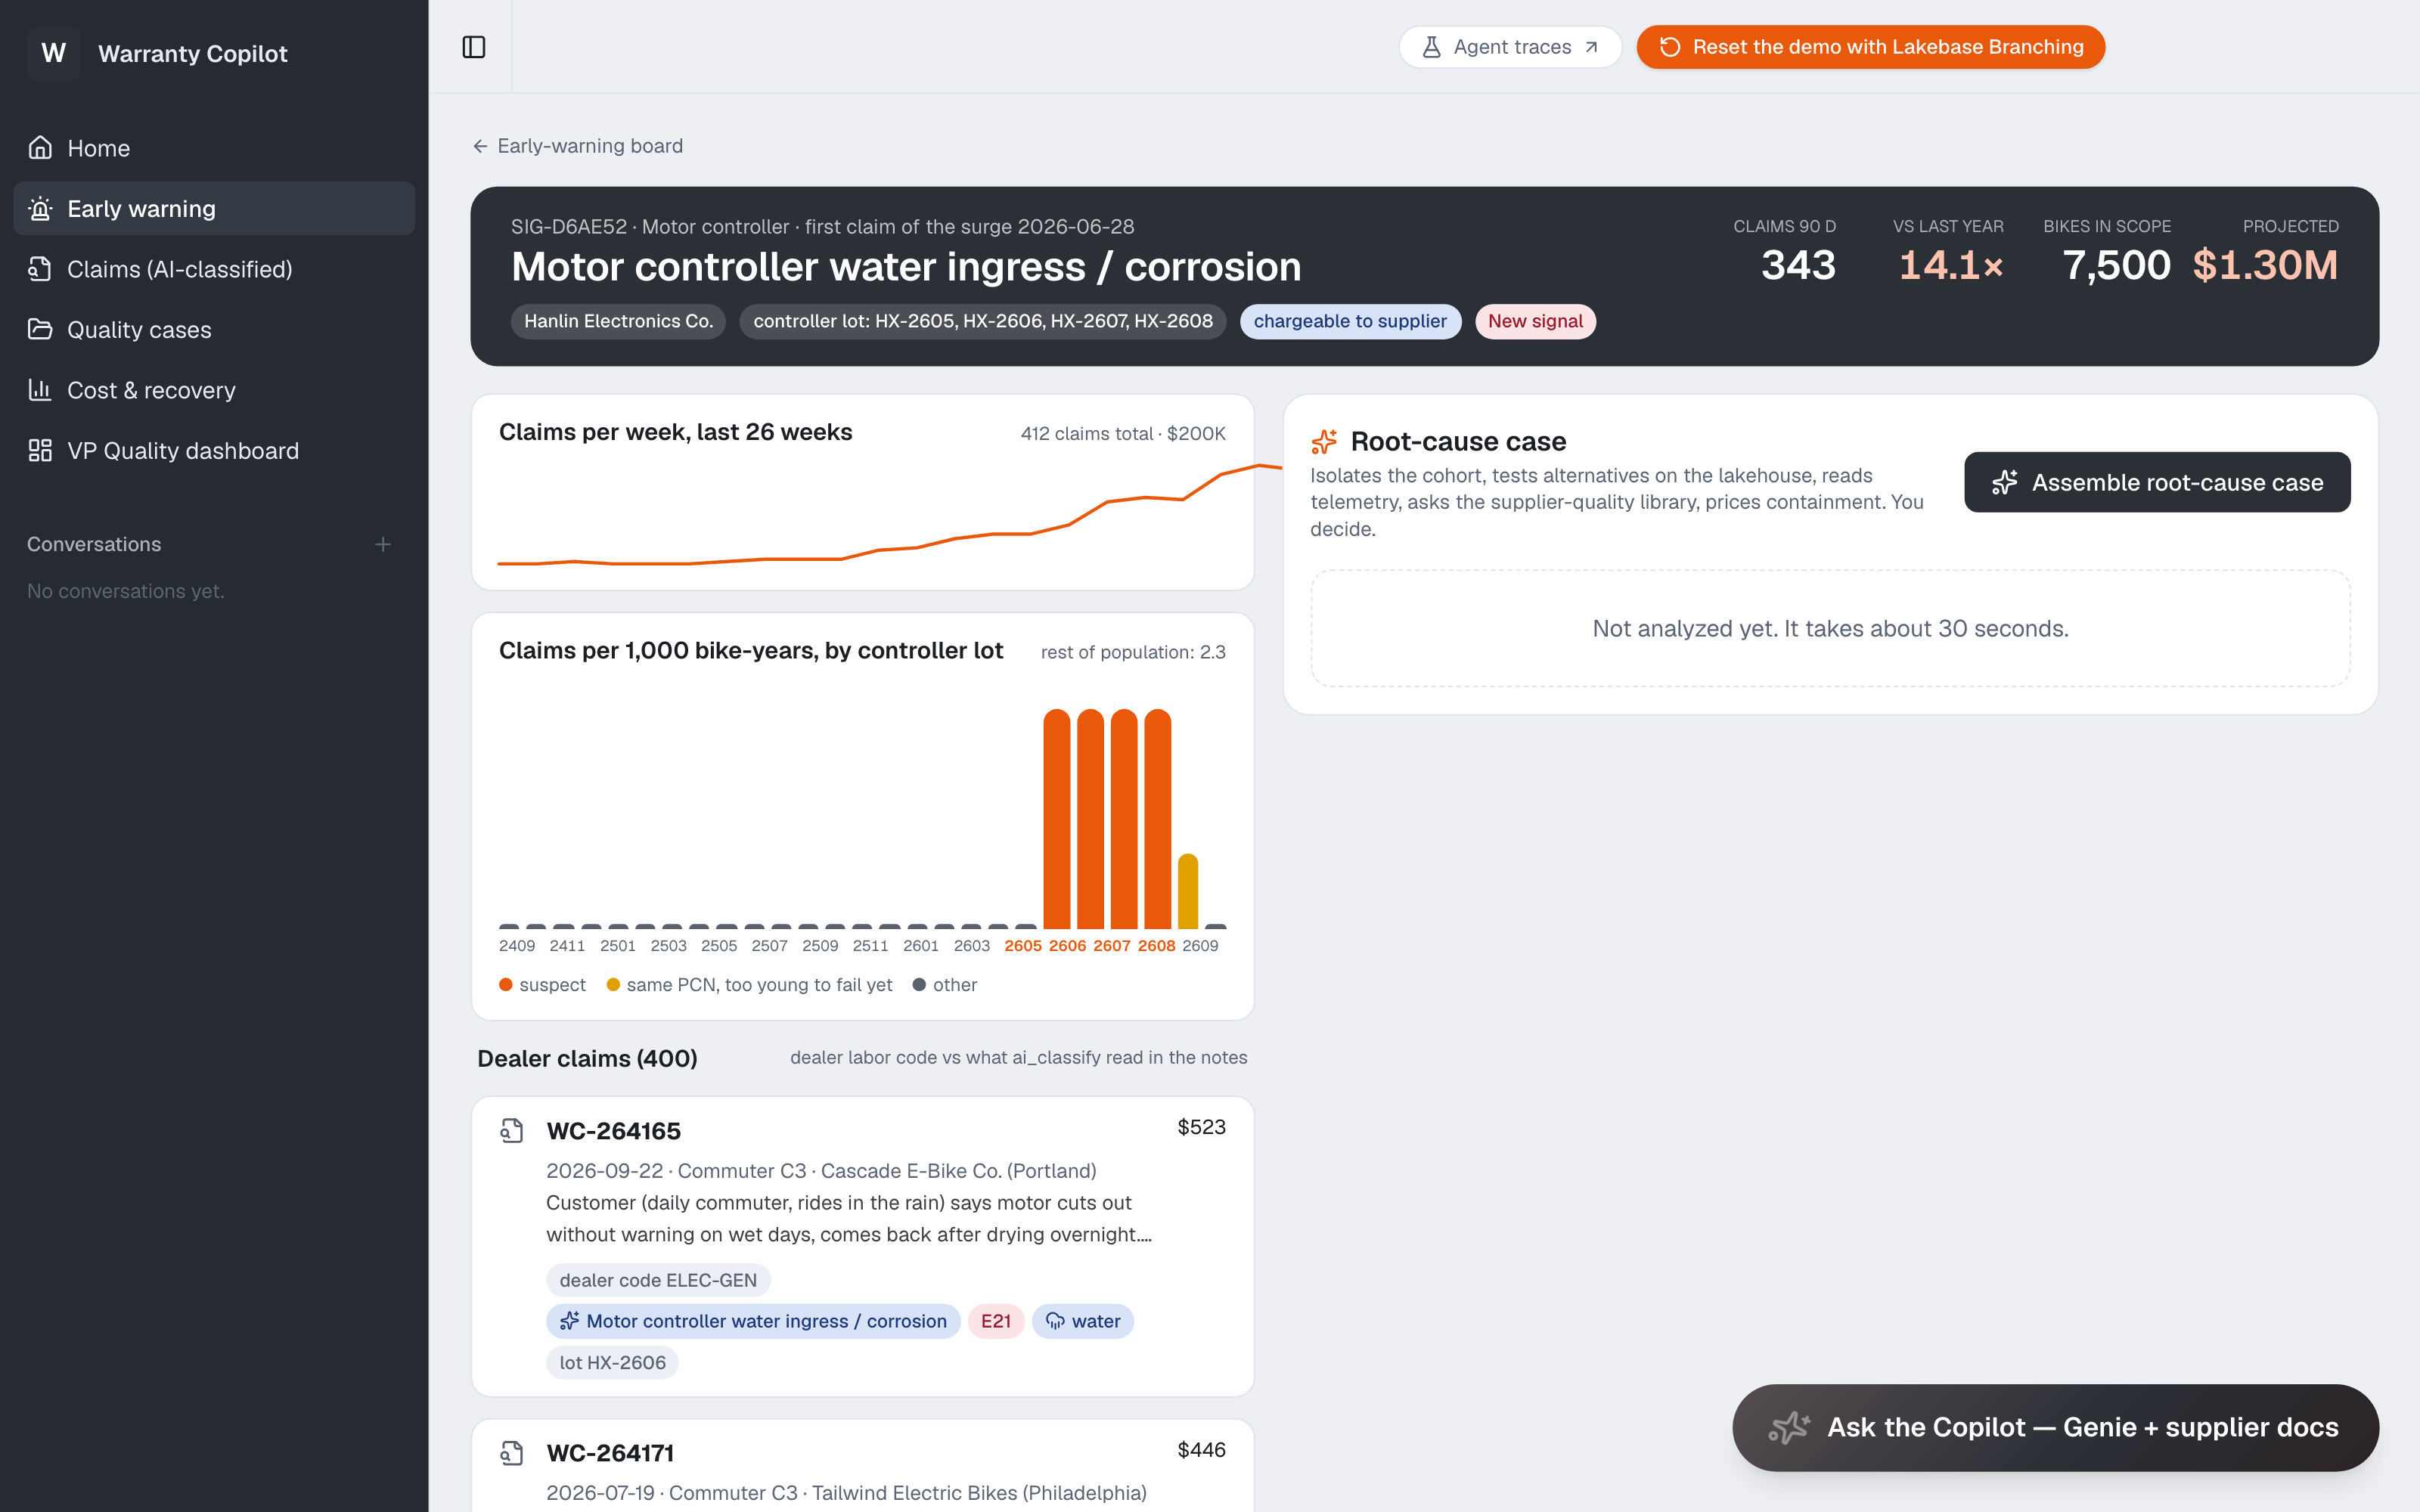 W
Warranty Copilot
Home
Early warning
Claims (AI-classified)
Quality cases
Cost & recovery
VP Quality dashboard
Conversations
No conversations yet.
Agent traces
Reset the demo with Lakebase Branching
Early-warning board
SIG-D6AE52 · Motor controller · first claim of the surge 2026-06-28
Motor controller water ingress / corrosion
Hanlin Electronics Co.
controller lot: HX-2605, HX-2606, HX-2607, HX-2608
chargeable to supplier
New signal
CLAIMS 90 D
343
VS LAST YEAR
14.1×
BIKES IN SCOPE
7,500
PROJECTED
$1.30M
Claims per week, last 26 weeks
412 claims total · $200K
Claims per 1,000 bike-years, by controller lot
rest of population: 2.3
2409 2411 2501 2503 2505 2507 2509 2511 2601 2603 2605 2606 2607 2608 2609
suspect
same PCN, too young to fail yet
other
Dealer claims (400)
dealer labor code vs what ai_classify read in the notes
WC-264165
$523
2026-09-22 · Commuter C3 · Cascade E-Bike Co. (Portland)
Customer (daily commuter, rides in the rain) says motor cuts out
without warning on wet days, comes back after drying overnight....
dealer code ELEC-GEN
Motor controller water ingress / corrosion
E21
water
lot HX-2606
WC-264171
$446
2026-07-19 · Commuter C3 · Tailwind Electric Bikes (Philadelphia)
Root-cause case
Isolates the cohort, tests alternatives on the lakehouse, reads
telemetry, asks the supplier-quality library, prices containment. You
decide.
Assemble root-cause case
Not analyzed yet. It takes about 30 seconds.
Ask the Copilot — Genie + supplier docs